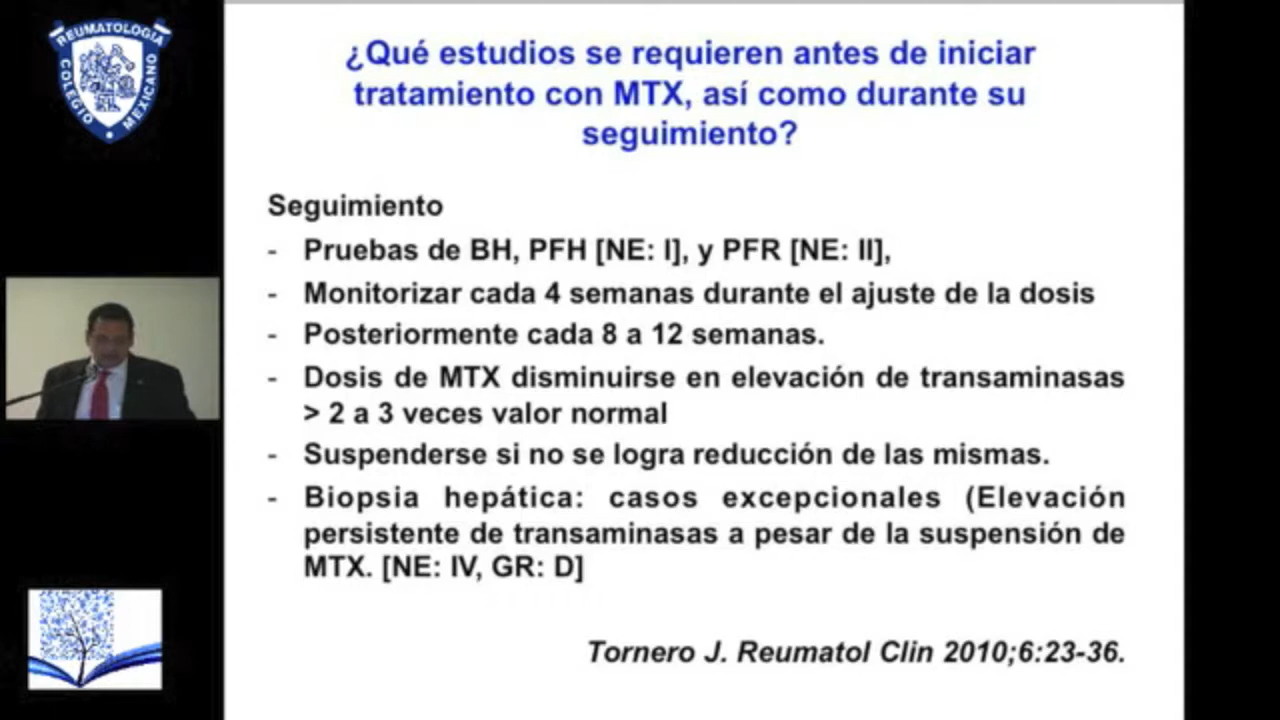 REUMATOLOGIA
COLEGIO
MEXICANO
¿Qué estudios se requieren antes de iniciar
tratamiento con MTX, así como durante su
seguimiento?
Seguimiento
- Pruebas de BH, PFH [NE: I], y PFR [NE: II],
- Monitorizar cada 4 semanas durante el ajuste de la dosis
- Posteriormente cada 8 a 12 semanas.
- Dosis de MTX disminuirse en elevación de transaminasas
> 2 a 3 veces valor normal
- Suspenderse si no se logra reducción de las mismas.
- Biopsia hepática: casos excepcionales (Elevación
persistente de transaminasas a pesar de la suspensión de
MTX. [NE: IV, GR: D]
Tornero J. Reumatol Clin 2010;6:23-36.